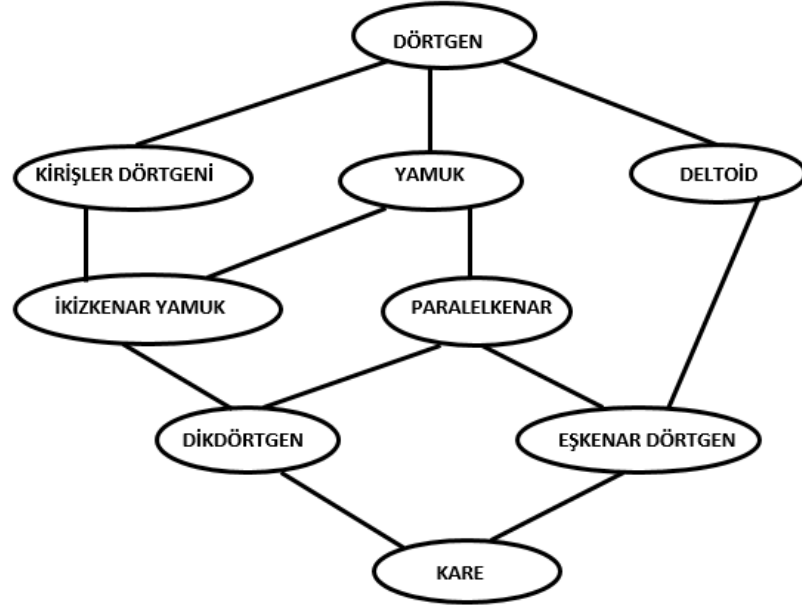 DÖRTGEN
KİRİŞLER DÖRTGENİ
YAMUK
DELTOİD
İKİZKENAR YAMUK
PARALELKENAR
DİKDÖRTGEN
EŞKENAR DÖRTGEN
KARE